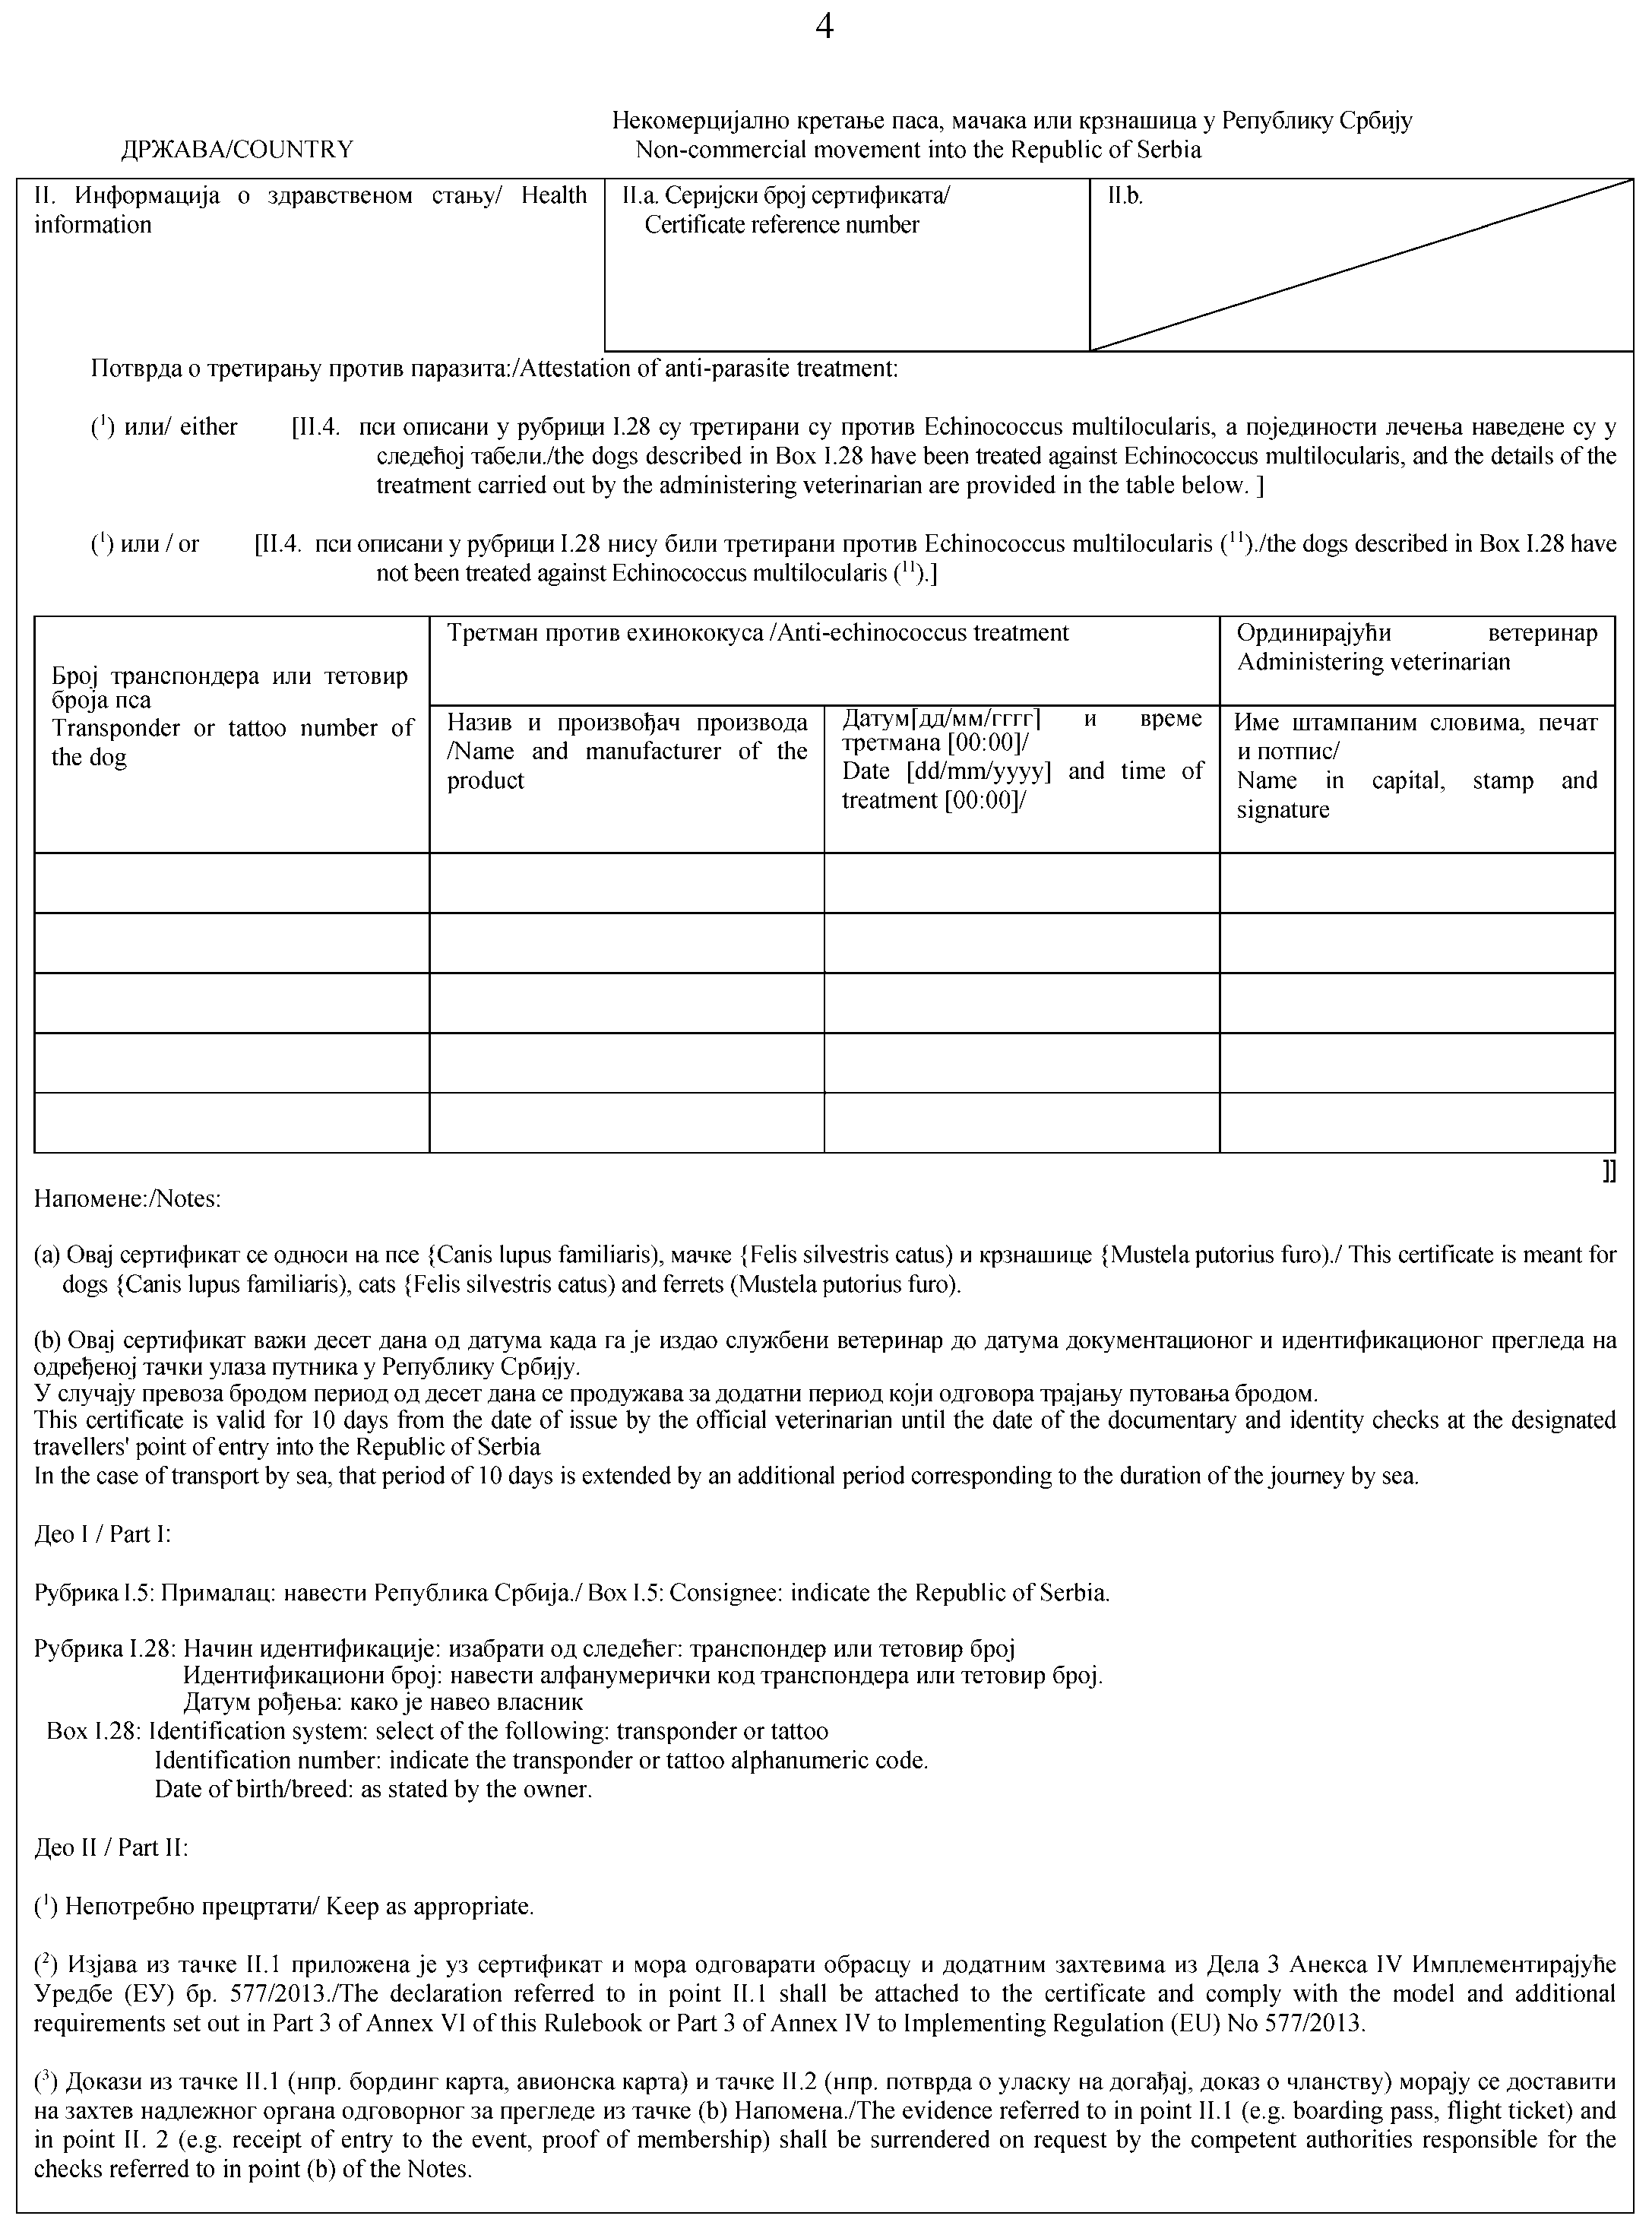 4
Некомерцијално кретање паса, мачака или крзнашица у Републику Србију
ДРЖАВА/COUNTRY
Non-commercial movement into the Republic of Serbia
II. Информација о здравственом стању/ Health
information
II.a. Серијски број сертификата/
Certificate reference number
II.b.
Потврда о третирању против паразита:/Attestation of anti-parasite treatment:
(¹) или/ either [II.4. пси описани у рубрици I.28 су третирани су против Echinococcus multilocularis, а појединости лечења наведене су у
следећој табели./the dogs described in Box I.28 have been treated against Echinococcus multilocularis, and the details of the
treatment carried out by the administering veterinarian are provided in the table below. ]
(¹) или / or [II.4. пси описани у рубрици I.28 нису били третирани против Echinococcus multilocularis (¹¹)./the dogs described in Box I.28 have
not been treated against Echinococcus multilocularis (¹¹).]
Број транспондера или тетовир
броја пса
Transponder or tattoo number of
the dog
Третман против ехинококуса /Anti-echinococcus treatment
Ординирајући ветеринар
Administering veterinarian
Назив и произвођач производа
/Name and manufacturer of the
product
Датум[дд/мм/гггг] и време
третмана [00:00]/
Date [dd/mm/yyyy] and time of
treatment [00:00]/
Име штампаним словима, печат
и потпис/
Name in capital, stamp and
signature
]]
Напомене:/Notes:
(a) Овај сертификат се односи на псе {Canis lupus familiaris), мачке {Felis silvestris catus) и крзнашице {Mustela putorius furo)./ This certificate is meant for
dogs {Canis lupus familiaris), cats {Felis silvestris catus) and ferrets (Mustela putorius furo).
(b) Овај сертификат важи десет дана од датума када га је издао службени ветеринар до датума документационог и идентификационог прегледа на
одређеној тачки улаза путника у Републику Србију.
У случају превоза бродом период од десет дана се продужава за додатни период који одговора трајању путовања бродом.
This certificate is valid for 10 days from the date of issue by the official veterinarian until the date of the documentary and identity checks at the designated
travellers' point of entry into the Republic of Serbia
In the case of transport by sea, that period of 10 days is extended by an additional period corresponding to the duration of the journey by sea.
Део I / Part I:
Рубрика I.5: Прималац: навести Република Србија./ Box I.5: Consignee: indicate the Republic of Serbia.
Рубрика I.28: Начин идентификације: изабрати од следећег: транспондер или тетовир број
Идентификациони број: навести алфанумерички код транспондера или тетовир број.
Датум рођења: како је навео власник
Box I.28: Identification system: select of the following: transponder or tattoo
Identification number: indicate the transponder or tattoo alphanumeric code.
Date of birth/breed: as stated by the owner.
Део II / Part II:
(¹) Непотребно прецртати/ Keep as appropriate.
(²) Изјава из тачке II.1 приложена је уз сертификат и мора одговарати обрасцу и додатним захтевима из Дела 3 Анекса IV Имплементирајуће
Уредбе (ЕУ) бр. 577/2013./The declaration referred to in point II.1 shall be attached to the certificate and comply with the model and additional
requirements set out in Part 3 of Annex VI of this Rulebook or Part 3 of Annex IV to Implementing Regulation (EU) No 577/2013.
(³) Докази из тачке II.1 (нпр. бординг карта, авионска карта) и тачке II.2 (нпр. потврда о уласку на догађај, доказ о чланству) морају се доставити
на захтев надлежног органа одговорног за прегледе из тачке (b) Напомена./The evidence referred to in point II.1 (e.g. boarding pass, flight ticket) and
in point II. 2 (e.g. receipt of entry to the event, proof of membership) shall be surrendered on request by the competent authorities responsible for the
checks referred to in point (b) of the Notes.